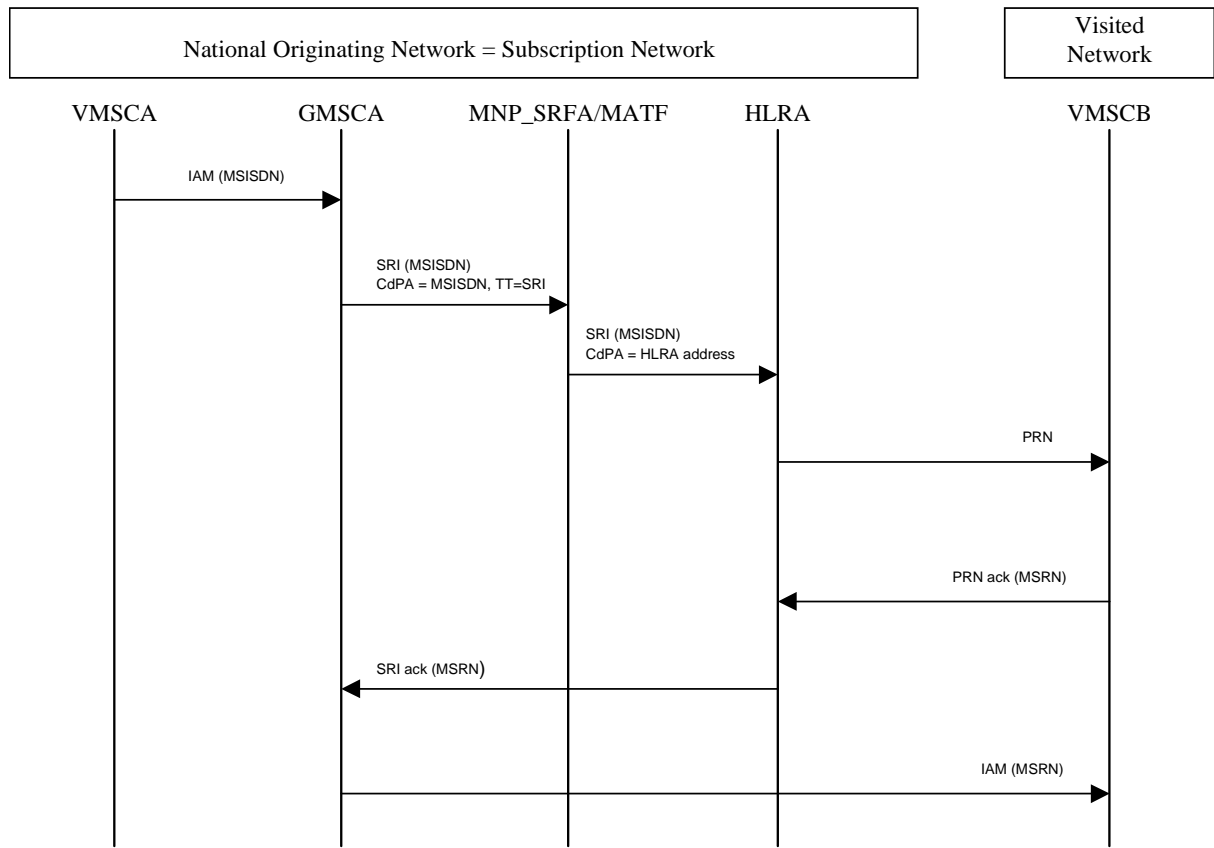 National Originating Network = Subscription Network
Visited
Network
VMSCA
GMSCA
MNP_SRFA/MATF
HLRA
VMSCB
IAM (MSISDN)
SRI (MSISDN)
CdPA = MSISDN, TT=SRI
SRI (MSISDN)
CdPA = HLRA address
PRN
PRN ack (MSRN)
SRI ack (MSRN)
IAM (MSRN)